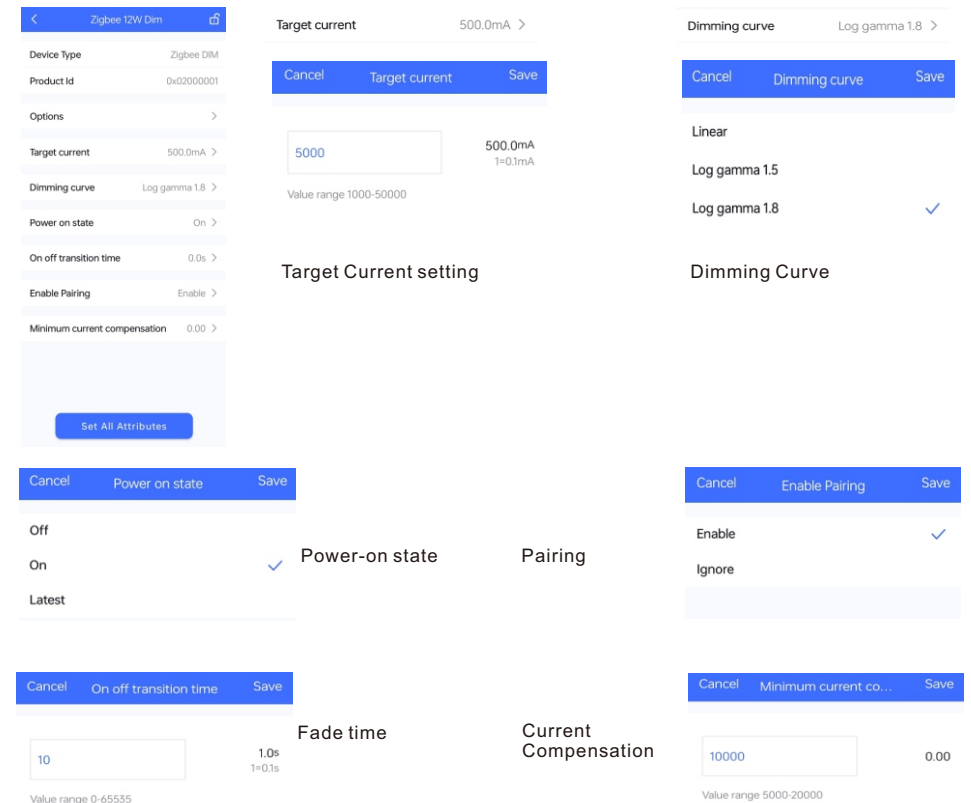 Zigbee 12W Dim
Device Type Zigbee DIM
Product Id 0x02000001
Options
Target current 500.0mA
Dimming curve Log gamma 1.8
Power on state On
On off transition time 0.0s
Enable Pairing Enable
Minimum current compensation 0.00
Set All Attributes
Target current 500.0mA
Cancel Target current Save
5000 500.0mA
1=0.1mA
Value range 1000-50000
Target Current setting
Dimming curve Log gamma 1.8
Cancel Dimming curve Save
Linear
Log gamma 1.5
Log gamma 1.8
Dimming Curve
Cancel Power on state Save
Off
On
Latest
Power-on state
Pairing
Cancel Enable Pairing Save
Enable
Ignore
Cancel On off transition time Save
10 1.0s
1=0.1s
Value range 0-65535
Fade time
Current
Compensation
Cancel Minimum current co... Save
10000 0.00
Value range 5000-20000